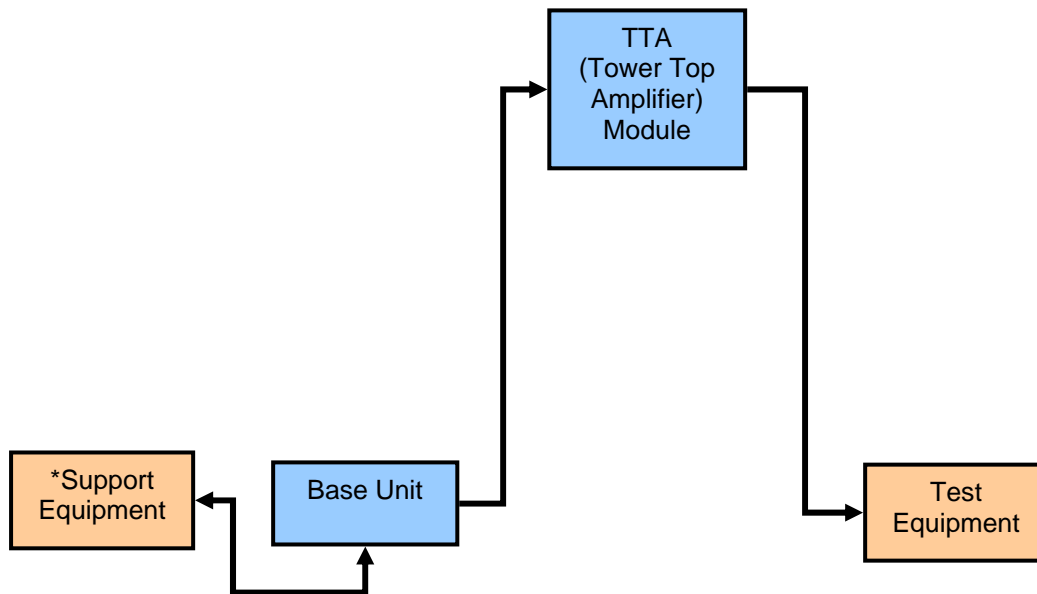 TTA
(Tower Top
Amplifier)
Module
*Support
Equipment
Base Unit
Test
Equipment